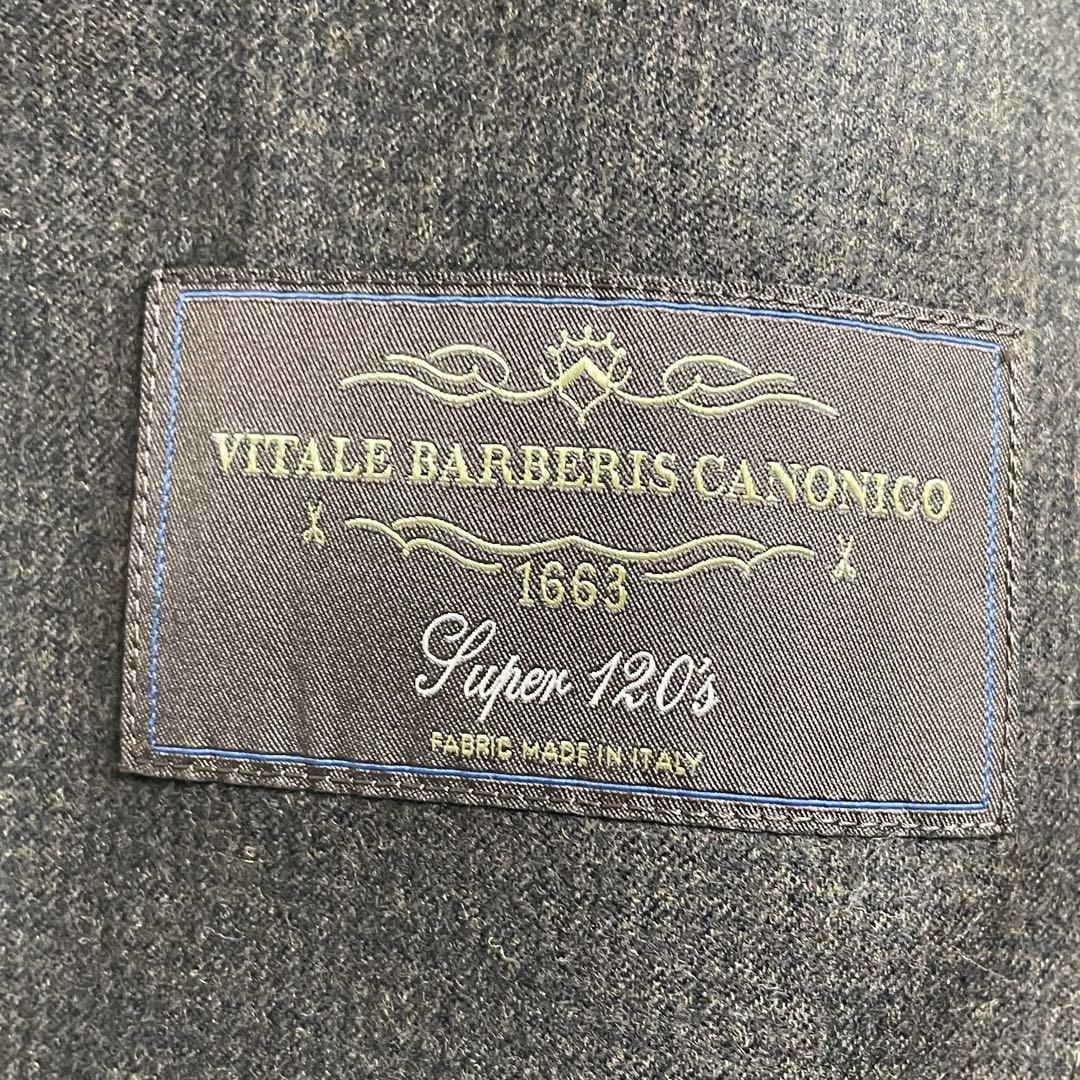 VITALE BARBERIS CANONICO
1663
Super 120's
FABRIC MADE IN ITALY